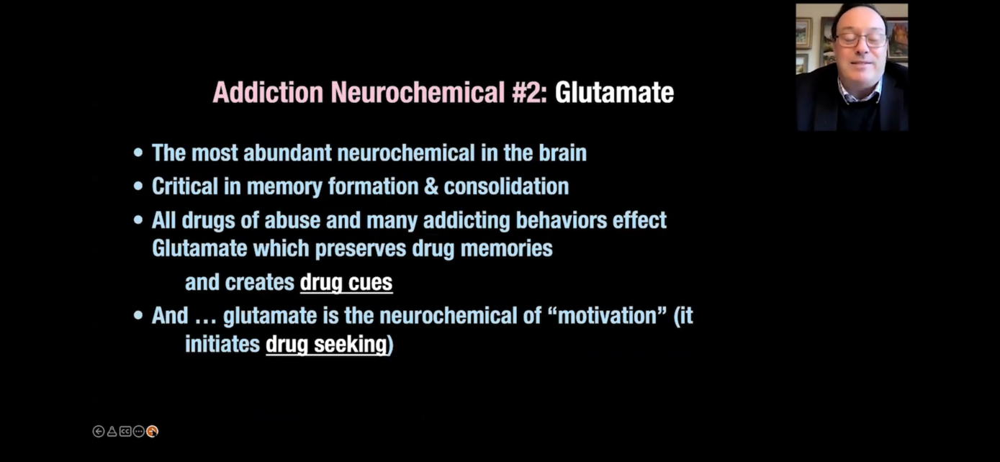 Addiction Neurochemical #2: Glutamate
• The most abundant neurochemical in the brain
• Critical in memory formation & consolidation
• All drugs of abuse and many addicting behaviors effect
Glutamate which preserves drug memories
and creates drug cues
• And … glutamate is the neurochemical of “motivation” (it
initiates drug seeking)
CC